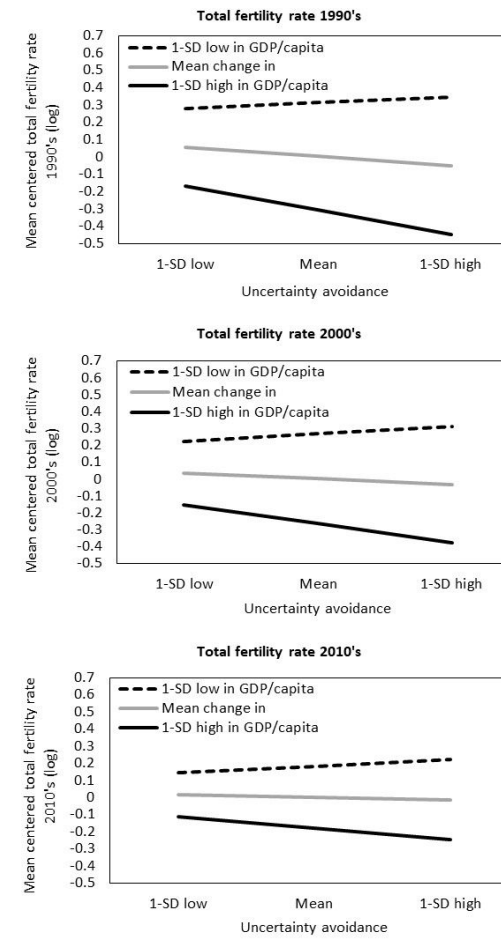 Total fertility rate 1990's
Mean centered total fertility rate
1990's (log)
0.7
0.6
0.5
0.4
0.3
0.2
0.1
0
-0.1
-0.2
-0.3
-0.4
-0.5
1-SD low in GDP/capita
Mean change in
1-SD high in GDP/capita
1-SD low Mean 1-SD high
Uncertainty avoidance
Total fertility rate 2000's
Mean centered total fertility rate
2000's (log)
0.7
0.6
0.5
0.4
0.3
0.2
0.1
0
-0.1
-0.2
-0.3
-0.4
-0.5
1-SD low in GDP/capita
Mean change in
1-SD high in GDP/capita
1-SD low Mean 1-SD high
Uncertainty avoidance
Total fertility rate 2010's
Mean centered total fertility rate
2010's (log)
0.7
0.6
0.5
0.4
0.3
0.2
0.1
0
-0.1
-0.2
-0.3
-0.4
-0.5
1-SD low in GDP/capita
Mean change in
1-SD high in GDP/capita
1-SD low Mean 1-SD high
Uncertainty avoidance